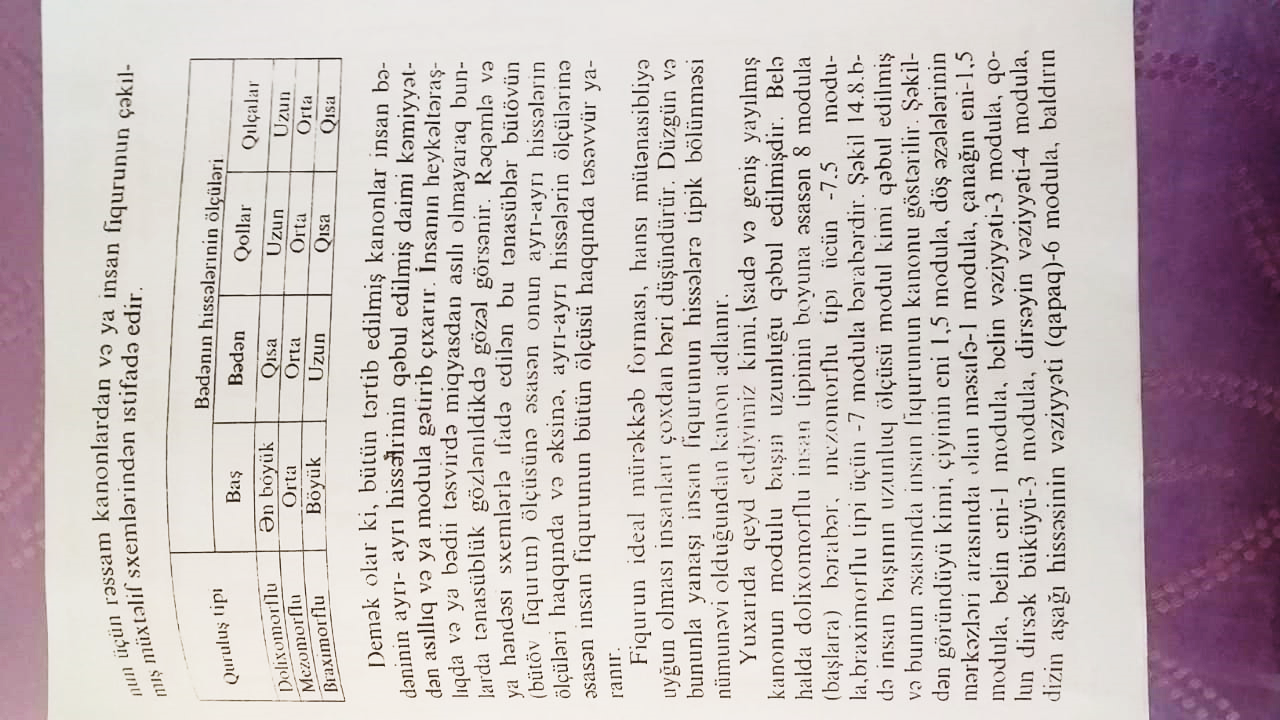 nun üçün rəssam kanonlardan və ya insan fiqurunun çəkil-
miş müxtəlif sxemlərindən istifadə edir.
Quruluş tipi Bədənin hissələrinin ölçüləri
Baş Bədən Qollar Qılçalar
Dolixomorflu Ən böyük Qısa Uzun Uzun
Mezomorflu Orta Orta Orta Orta
Braximorflu Böyük Uzun Qısa Qısa
Demək olar ki, bütün tərtib edilmiş kanonlar insan bə-
dəninin ayrı- ayrı hissəlrinin qəbul edilmiş daimi kəmiyyət-
dən asıllıq və ya modula gətirib çıxarır. İnsanın heykəltəraş-
lıqda və ya bədii təsvirdə miqyasdan asılı olmayaraq bun-
larda tənasüblük gözlənildikdə gözəl görsənir. Rəqəmlə və
ya həndəsi sxemlərlə ifadə edilən bu tənasüblər bütövün
(bütöv fiqurun) ölçüsünə əsasən onun ayrı-ayrı hissələrin
ölçüləri haqqında və əksinə, ayrı-ayrı hissələrin ölçülərinə
əsasən insan fiqurunun bütün ölçüsü haqqında təsəvvür ya-
ranır.
Fiqurun ideal mürəkkəb forması, hansı mütənasibliyə
uyğun olması insanları çoxdan bəri düşündürür. Düzgün və
bununla yanaşı insan fiqurunun hissələrə tipik bölünməsi
nümunəvi olduğundan kanon adlanır.
Yuxarıda qeyd etdiyimiz kimi, sadə və geniş yayılmış
kanonun modulu başın uzunluğu qəbul edilmişdir. Belə
halda dolixomorflu insan tipinin boyuna əsasən 8 modula
(başlara) bərabər, mezomorflu tipi üçün -7,5 modu-
la,braximorflu tipi üçün -7 modula bərabərdir. Şəkil 14.8.b-
də insan başının uzunluq ölçüsü modul kimi qəbul edilmiş
və bunun əsasında insan fiqurunun kanonu göstərilir. Şəkil-
dən göründüyü kimi, çiyinin eni 1,5 modula, döş əzələlərinin
mərkəzləri arasında olan məsafə-1 modula, çanağın eni-1,5
modula, belin eni-1 modula, belin vəziyyəti-3 modula, qo-
lun dirsək büküyü-3 modula, dirsəyin vəziyyəti-4 modula,
dizin aşağı hissəsinin vəziyyəti (qapaq)-6 modula, baldırın